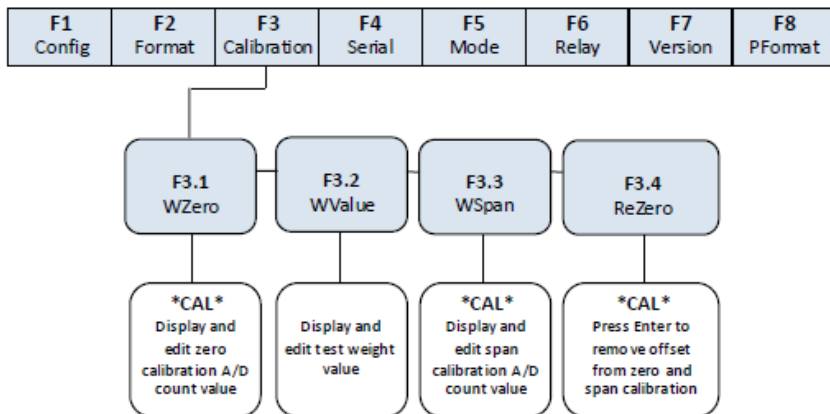 F1
Config
F2
Format
F3
Calibration
F4
Serial
F5
Mode
F6
Relay
F7
Version
F8
PFormat
F3.1
WZero
F3.2
WValue
F3.3
WSpan
F3.4
ReZero
*CAL*
Display and
edit zero
calibration A/D
count value
Display and
edit test weight
value
*CAL*
Display and
edit span
calibration A/D
count value
*CAL*
Press Enter to
remove offset
from zero and
span calibration